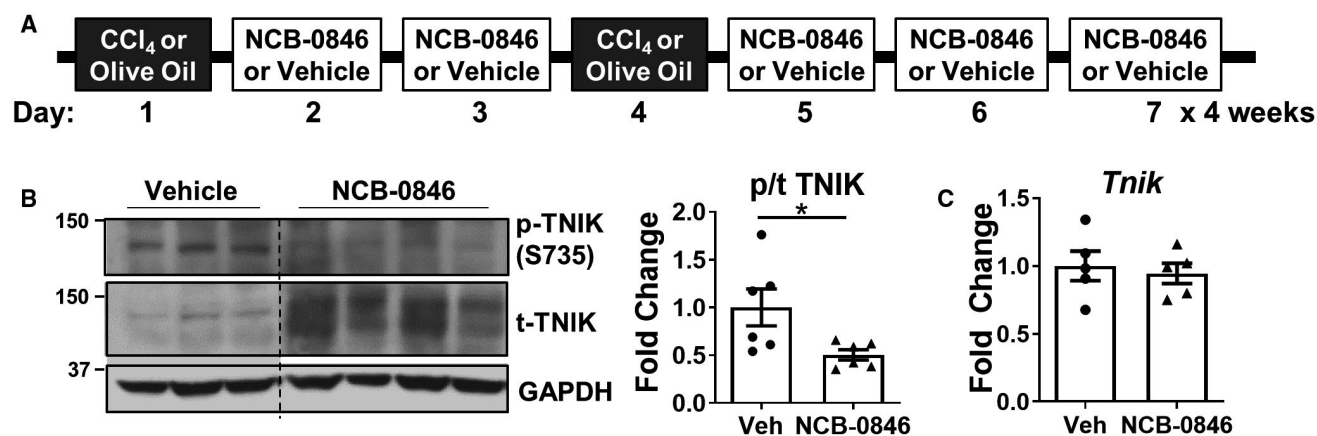 A
CCl4 or
Olive Oil
NCB-0846
or Vehicle
NCB-0846
or Vehicle
CCl4 or
Olive Oil
NCB-0846
or Vehicle
NCB-0846
or Vehicle
NCB-0846
or Vehicle
Day: 1 2 3 4 5 6 7 x 4 weeks
B
Vehicle NCB-0846
150
p-TNIK
(S735)
150
t-TNIK
37
GAPDH
p/t TNIK
*
Fold Change
2.0
1.5
1.0
0.5
0.0
Veh NCB-0846
C
Tnik
Fold Change
1.5
1.0
0.5
0.0
Veh NCB-0846